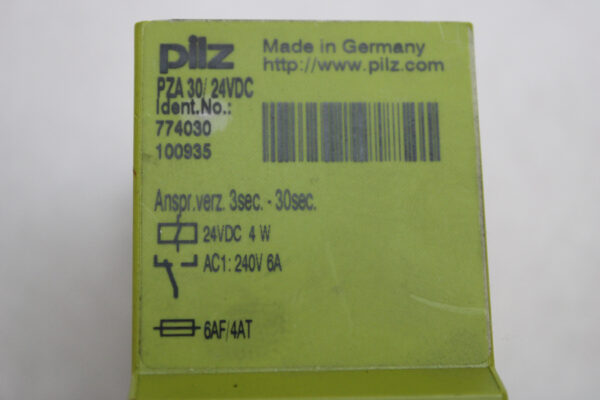 pilz
Made in Germany
http://www.pilz.com
PZA 30/ 24VDC
Ident.No.:
774030
100935
Anspr.verz. 3sec. - 30sec.
24VDC 4 W
AC1: 240V 6A
6AF/4AT